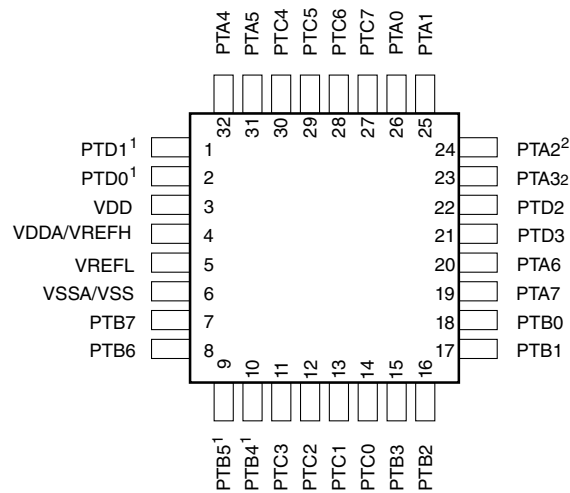 PTA4 PTA5 PTC4 PTC5 PTC6 PTC7 PTA0 PTA1
32 31 30 29 28 27 26 25
PTD1¹ 1 24 PTA2²
PTD0¹ 2 23 PTA32
VDD 3 22 PTD2
VDDA/VREFH 4 21 PTD3
VREFL 5 20 PTA6
VSSA/VSS 6 19 PTA7
PTB7 7 18 PTB0
PTB6 8 17 PTB1
9 10 11 12 13 14 15 16
PTB5¹ PTB4¹ PTC3 PTC2 PTC1 PTC0 PTB3 PTB2